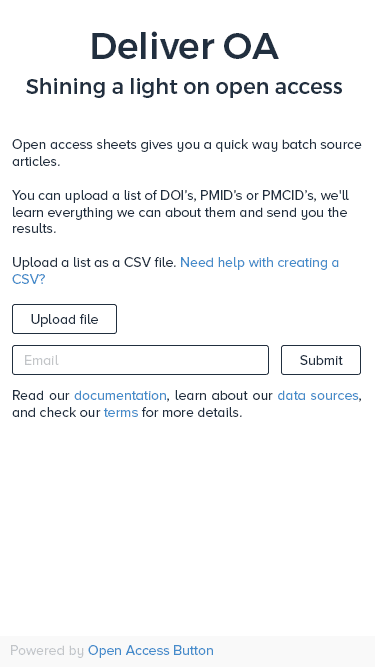 Deliver OA
Shining a light on open access
Open access sheets gives you a quick way batch source
articles.
You can upload a list of DOI's, PMID's or PMCID's, we'll
learn everything we can about them and send you the
results.
Upload a list as a CSV file. Need help with creating a
CSV?
Upload file
Email
Submit
Read our documentation, learn about our data sources,
and check our terms for more details.
Powered by Open Access Button